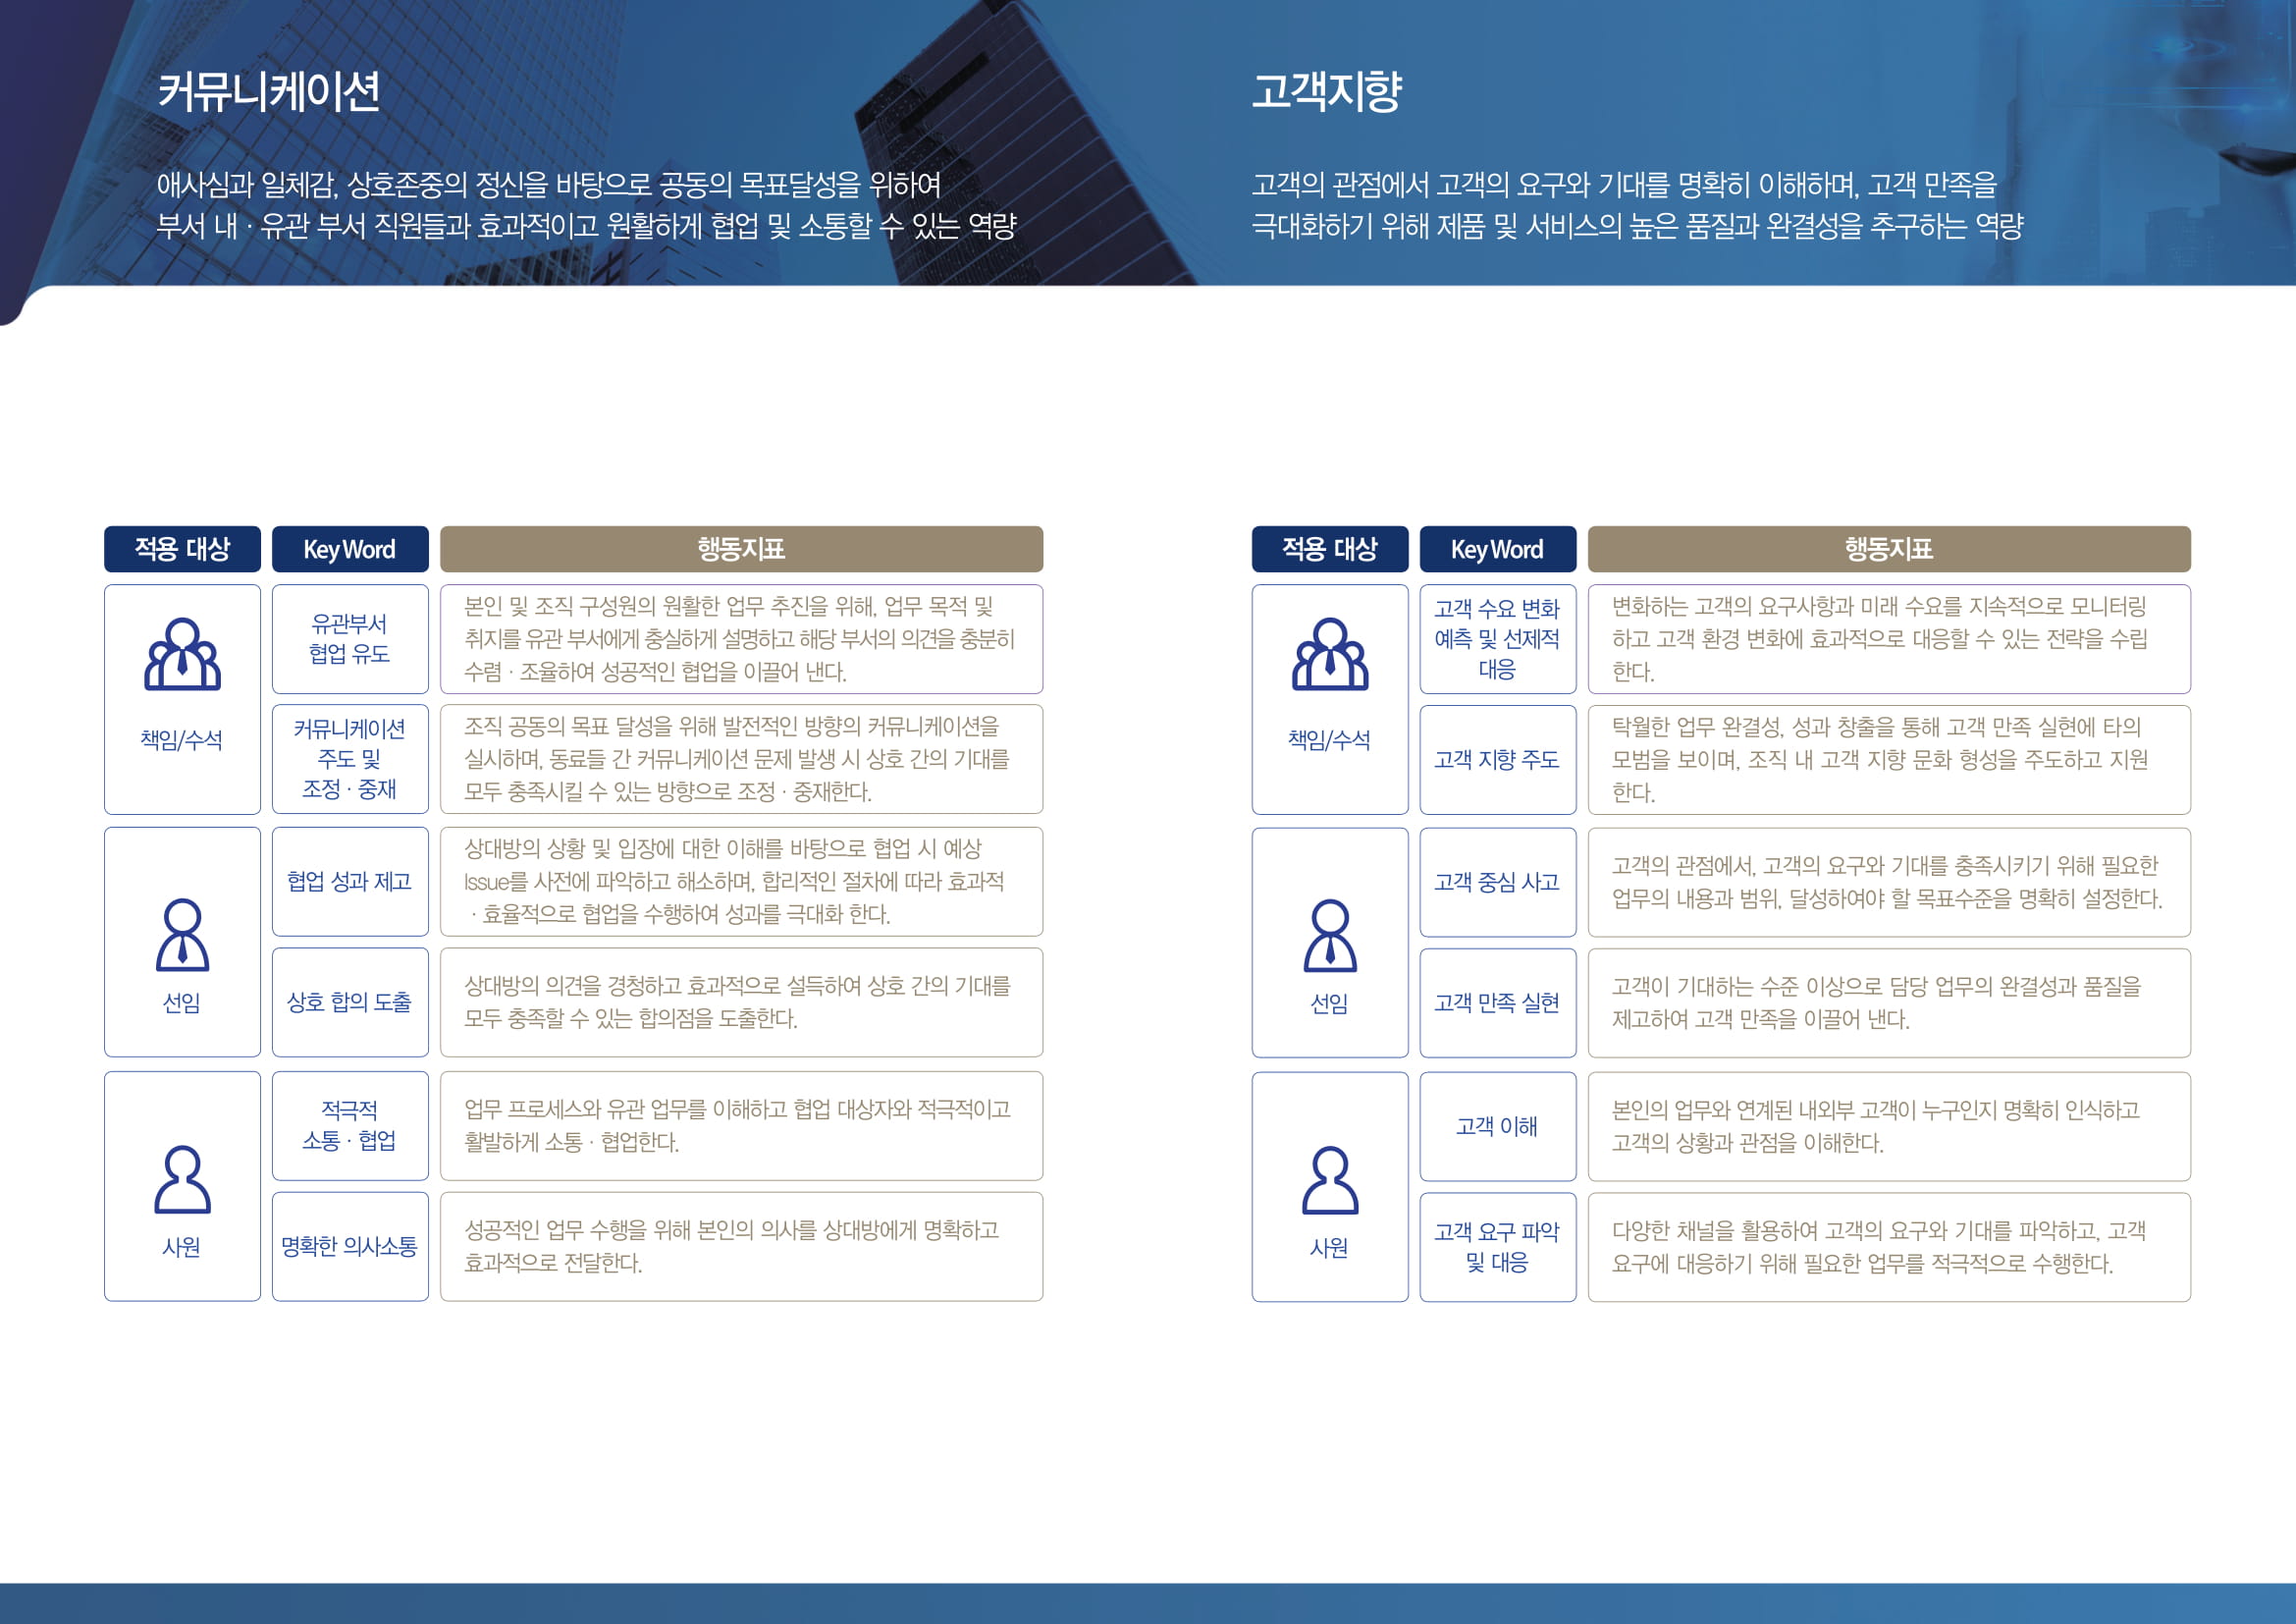 커뮤니케이션
애사심과 일체감, 상호존중의 정신을 바탕으로 공동의 목표달성을 위하여
부서 내 · 유관 부서 직원들과 효과적이고 원활하게 협업 및 소통할 수 있는 역량
적용 대상
Key Word
행동지표
책임/수석
유관부서
협업 유도
본인 및 조직 구성원의 원활한 업무 추진을 위해, 업무 목적 및
취지를 유관 부서에게 충실하게 설명하고 해당 부서의 의견을 충분히
수렴 · 조율하여 성공적인 협업을 이끌어 낸다.
커뮤니케이션
주도 및
조정 · 중재
조직 공동의 목표 달성을 위해 발전적인 방향의 커뮤니케이션을
실시하며, 동료들 간 커뮤니케이션 문제 발생 시 상호 간의 기대를
모두 충족시킬 수 있는 방향으로 조정 · 중재한다.
선임
협업 성과 제고
상대방의 상황 및 입장에 대한 이해를 바탕으로 협업 시 예상
Issue를 사전에 파악하고 해소하며, 합리적인 절차에 따라 효과적
· 효율적으로 협업을 수행하여 성과를 극대화 한다.
상호 합의 도출
상대방의 의견을 경청하고 효과적으로 설득하여 상호 간의 기대를
모두 충족할 수 있는 합의점을 도출한다.
사원
적극적
소통 · 협업
업무 프로세스와 유관 업무를 이해하고 협업 대상자와 적극적이고
활발하게 소통 · 협업한다.
명확한 의사소통
성공적인 업무 수행을 위해 본인의 의사를 상대방에게 명확하고
효과적으로 전달한다.
고객지향
고객의 관점에서 고객의 요구와 기대를 명확히 이해하며, 고객 만족을
극대화하기 위해 제품 및 서비스의 높은 품질과 완결성을 추구하는 역량
적용 대상
Key Word
행동지표
책임/수석
고객 수요 변화
예측 및 선제적
대응
변화하는 고객의 요구사항과 미래 수요를 지속적으로 모니터링
하고 고객 환경 변화에 효과적으로 대응할 수 있는 전략을 수립
한다.
고객 지향 주도
탁월한 업무 완결성, 성과 창출을 통해 고객 만족 실현에 타의
모범을 보이며, 조직 내 고객 지향 문화 형성을 주도하고 지원
한다.
선임
고객 중심 사고
고객의 관점에서, 고객의 요구와 기대를 충족시키기 위해 필요한
업무의 내용과 범위, 달성하여야 할 목표수준을 명확히 설정한다.
고객 만족 실현
고객이 기대하는 수준 이상으로 담당 업무의 완결성과 품질을
제고하여 고객 만족을 이끌어 낸다.
사원
고객 이해
본인의 업무와 연계된 내외부 고객이 누구인지 명확히 인식하고
고객의 상황과 관점을 이해한다.
고객 요구 파악
및 대응
다양한 채널을 활용하여 고객의 요구와 기대를 파악하고, 고객
요구에 대응하기 위해 필요한 업무를 적극적으로 수행한다.